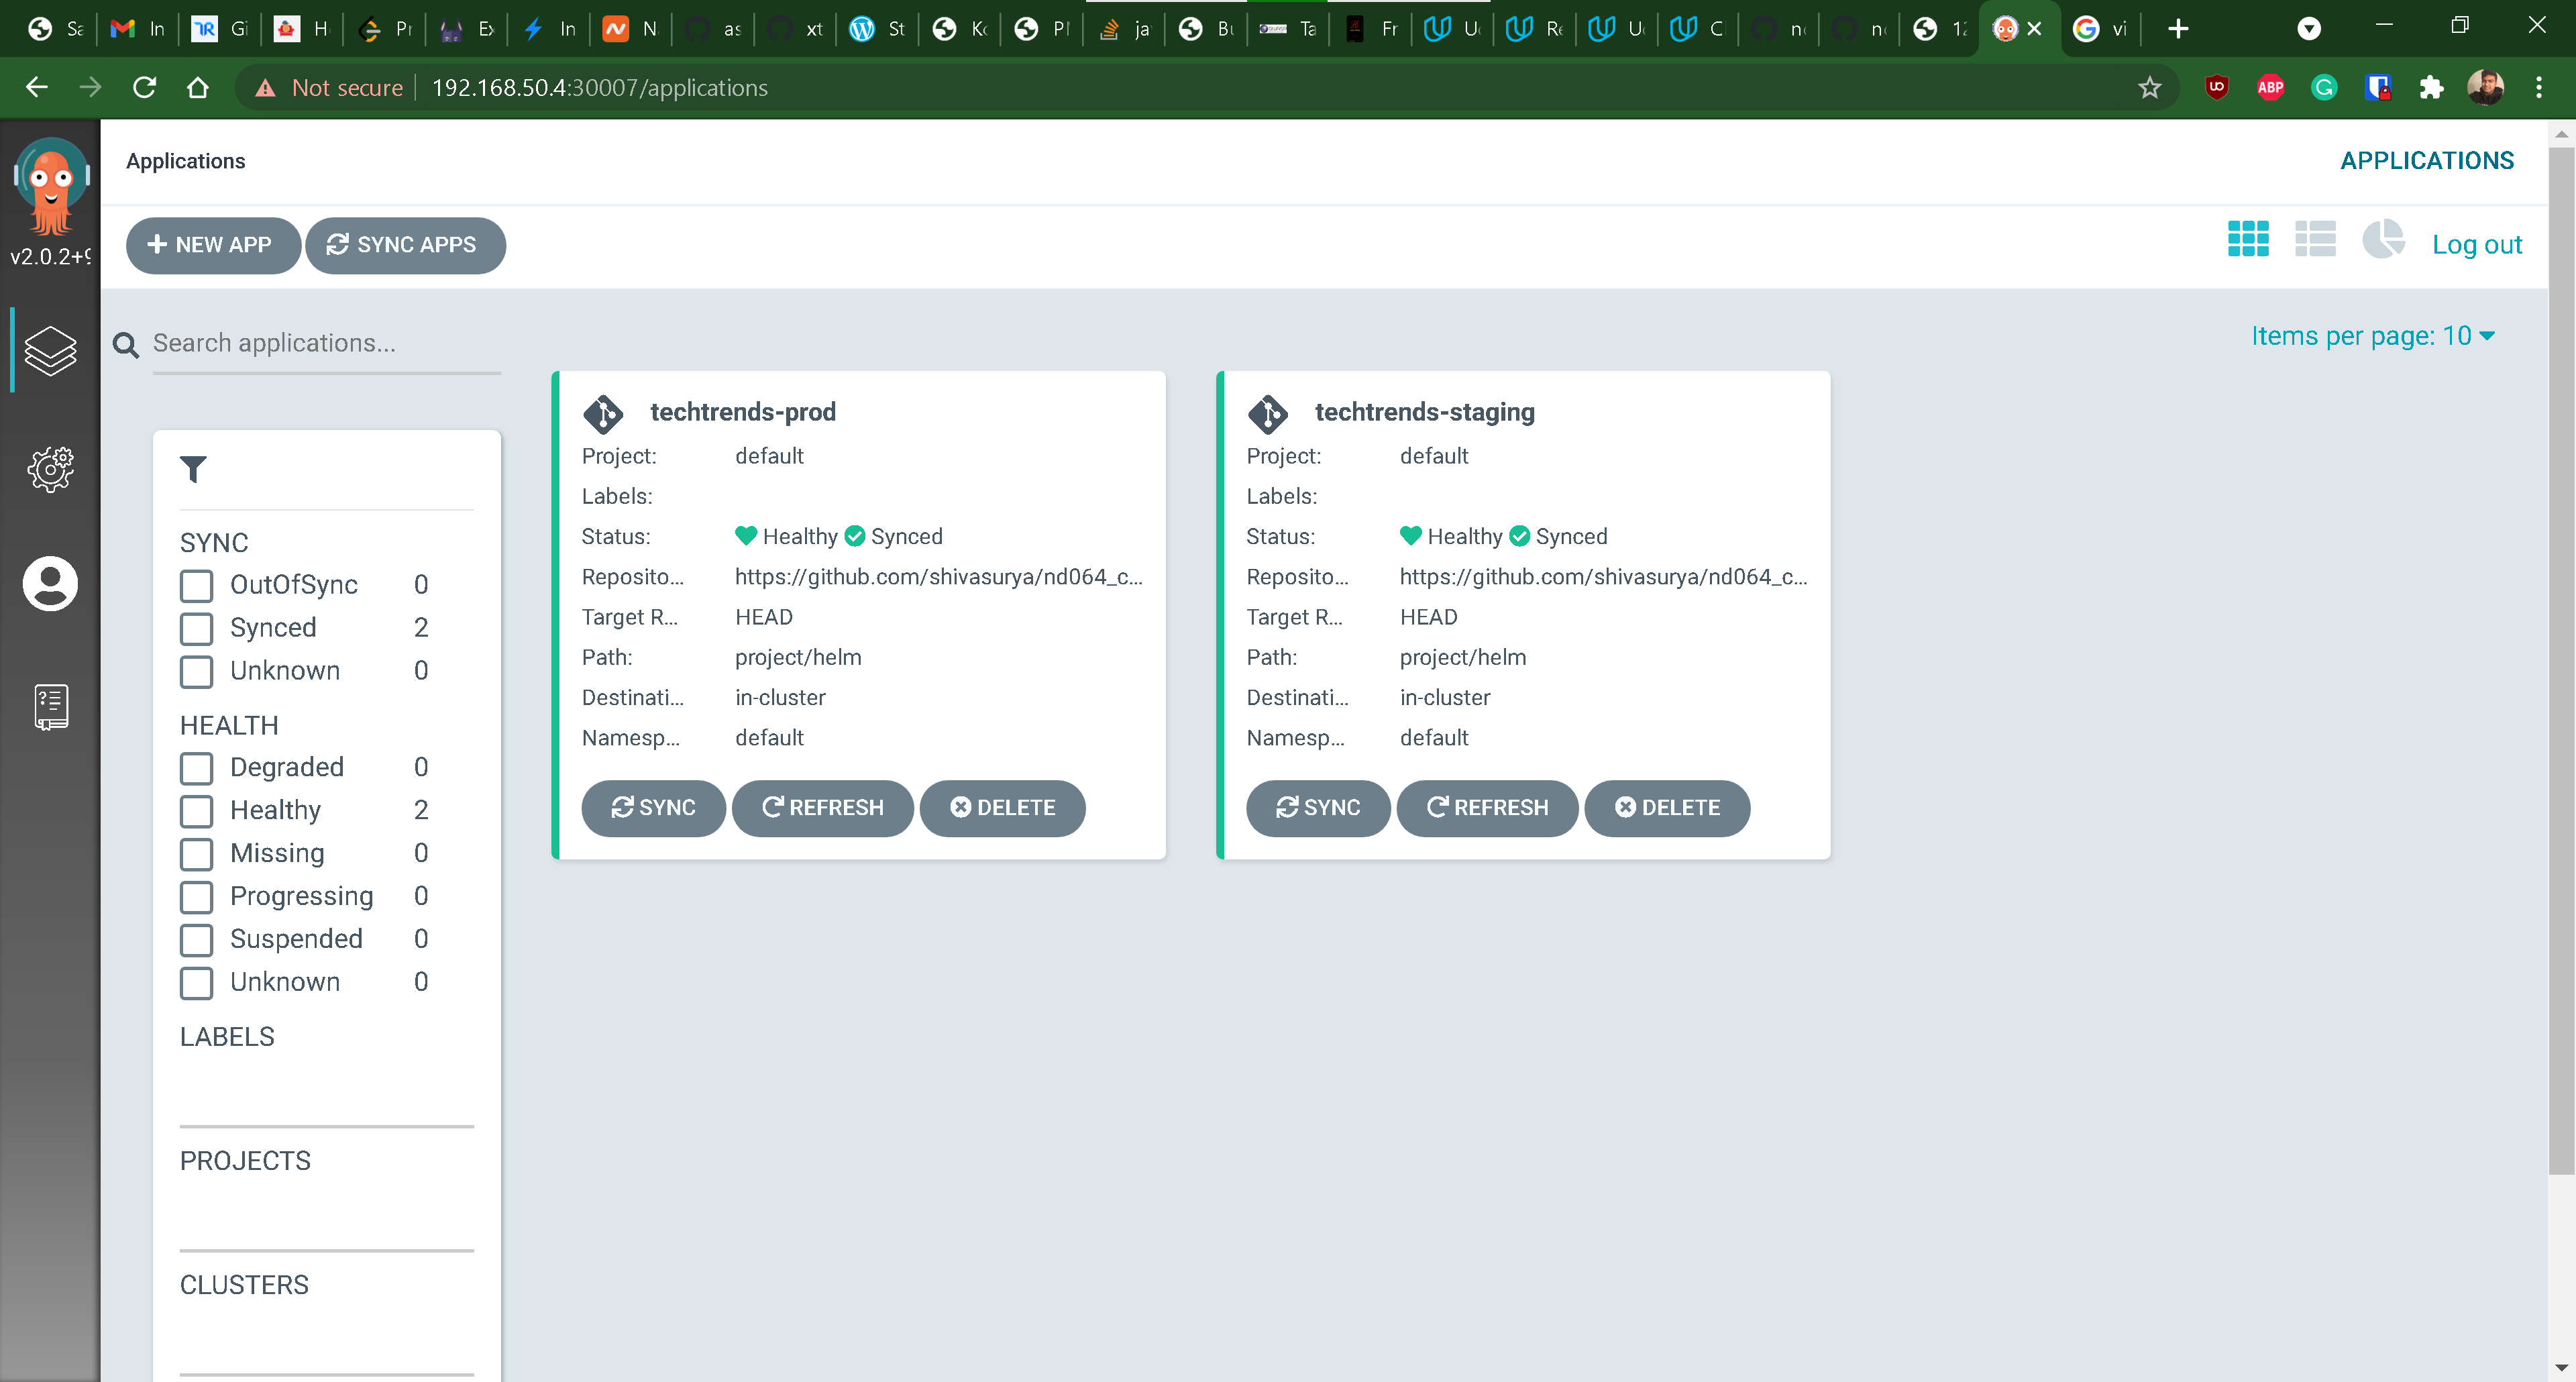 Sa
In
Gi
H
Pr
Ex
In
N
as
xt
St
Ko
Pl
ja
Bu
Ta
Fr
U
Re
U
C
n
n
12
vi
Not secure
192.168.50.4:30007/applications
ABP
v2.0.2+9
Applications
APPLICATIONS
NEW APP
SYNC APPS
Log out
Search applications...
Items per page: 10
SYNC
OutOfSync 0
Synced 2
Unknown 0
HEALTH
Degraded 0
Healthy 2
Missing 0
Progressing 0
Suspended 0
Unknown 0
LABELS
PROJECTS
CLUSTERS
techtrends-prod
Project: default
Labels:
Status: Healthy Synced
Reposito... https://github.com/shivasurya/nd064_c...
Target R... HEAD
Path: project/helm
Destinati... in-cluster
Namesp... default
SYNC REFRESH DELETE
techtrends-staging
Project: default
Labels:
Status: Healthy Synced
Reposito... https://github.com/shivasurya/nd064_c...
Target R... HEAD
Path: project/helm
Destinati... in-cluster
Namesp... default
SYNC REFRESH DELETE